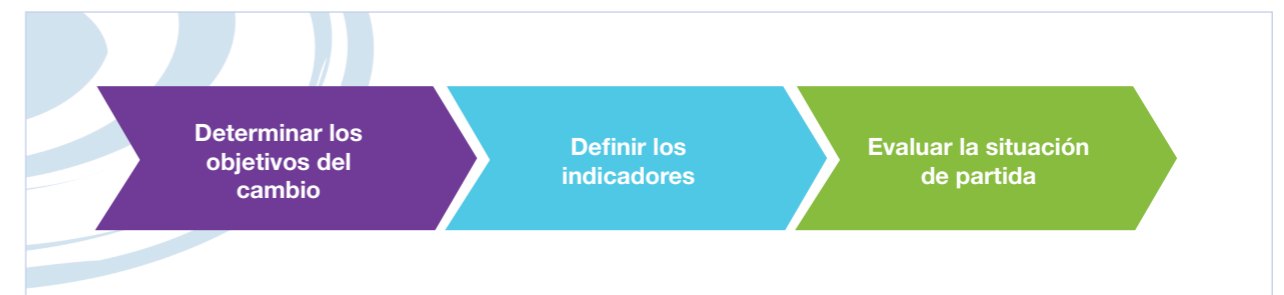 Determinar los
objetivos del
cambio
Definir los
indicadores
Evaluar la situación
de partida